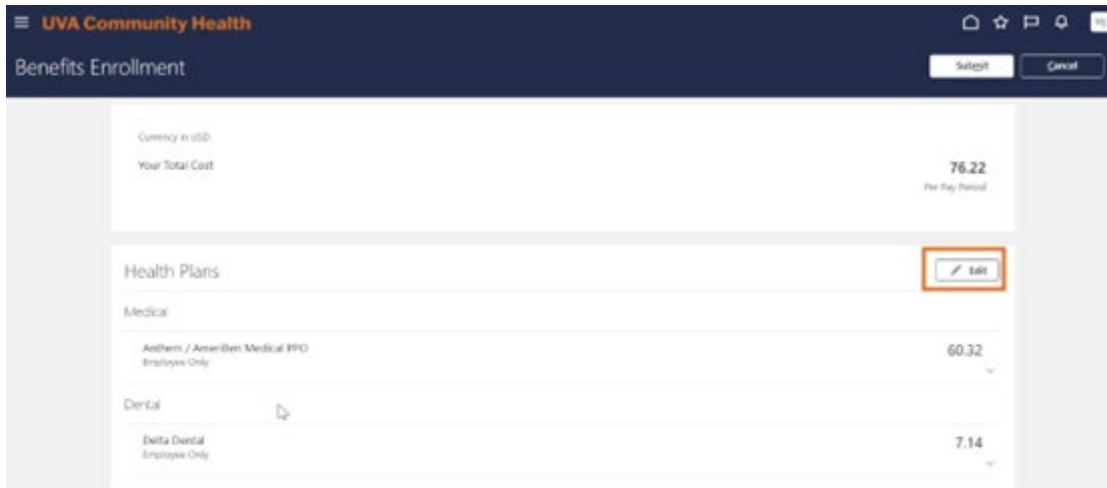 UVA Community Health
Benefits Enrollment
Submit
Cancel
Currency in USD
Your Total Cost
76.22
Per Pay Period
Health Plans
Edit
Medical
Anthem / AmeriBen Medical PPO
60.32
Employee Only
Dental
Delta Dental
7.14
Employee Only